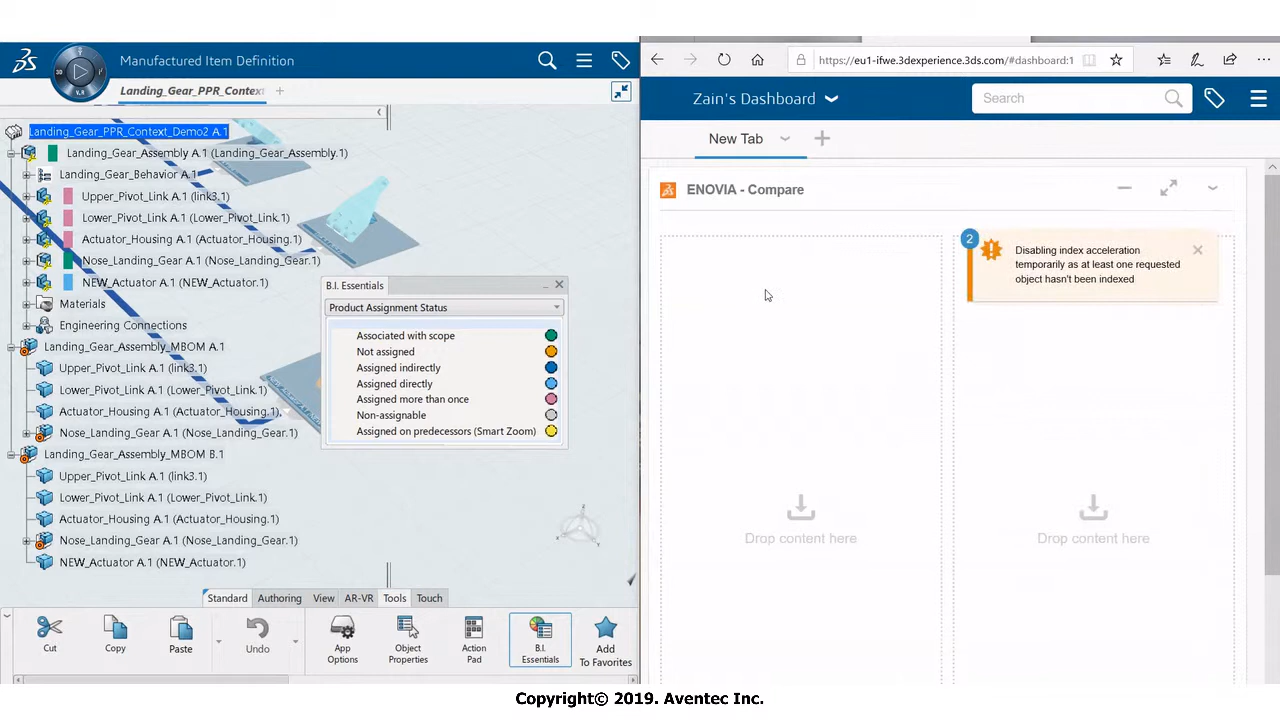 Manufactured Item Definition
Landing_Gear_PPR_Context
Landing_Gear_PPR_Context_Demo2 A.1
Landing_Gear_Assembly A.1 (Landing_Gear_Assembly.1)
Landing_Gear_Behavior A.1
Upper_Pivot_Link A.1 (link3.1)
Lower_Pivot_Link A.1 (Lower_Pivot_Link.1)
Actuator_Housing A.1 (Actuator_Housing.1)
Nose_Landing_Gear A.1 (Nose_Landing_Gear.1)
NEW_Actuator A.1 (NEW_Actuator.1)
Materials
Engineering Connections
Landing_Gear_Assembly_MBOM A.1
Upper_Pivot_Link A.1 (link3.1)
Lower_Pivot_Link A.1 (Lower_Pivot_Link.1)
Actuator_Housing A.1 (Actuator_Housing.1)
Nose_Landing_Gear A.1 (Nose_Landing_Gear.1)
Landing_Gear_Assembly_MBOM B.1
Upper_Pivot_Link A.1 (link3.1)
Lower_Pivot_Link A.1 (Lower_Pivot_Link.1)
Actuator_Housing A.1 (Actuator_Housing.1)
Nose_Landing_Gear A.1 (Nose_Landing_Gear.1)
NEW_Actuator A.1 (NEW_Actuator.1)
B.I. Essentials
Product Assignment Status
Associated with scope
Not assigned
Assigned indirectly
Assigned directly
Assigned more than once
Non-assignable
Assigned on predecessors (Smart Zoom)
Standard Authoring View AR-VR Tools Touch
Cut
Copy
Paste
Undo
App Options
Object Properties
Action Pad
B.I. Essentials
Add To Favorites
https://eu1-ifwe.3dexperience.3ds.com/#dashboard:1
Zain's Dashboard
Search
New Tab
ENOVIA - Compare
2
Disabling index acceleration
temporarily as at least one requested
object hasn't been indexed
Drop content here
Drop content here
Copyright© 2019. Aventec Inc.